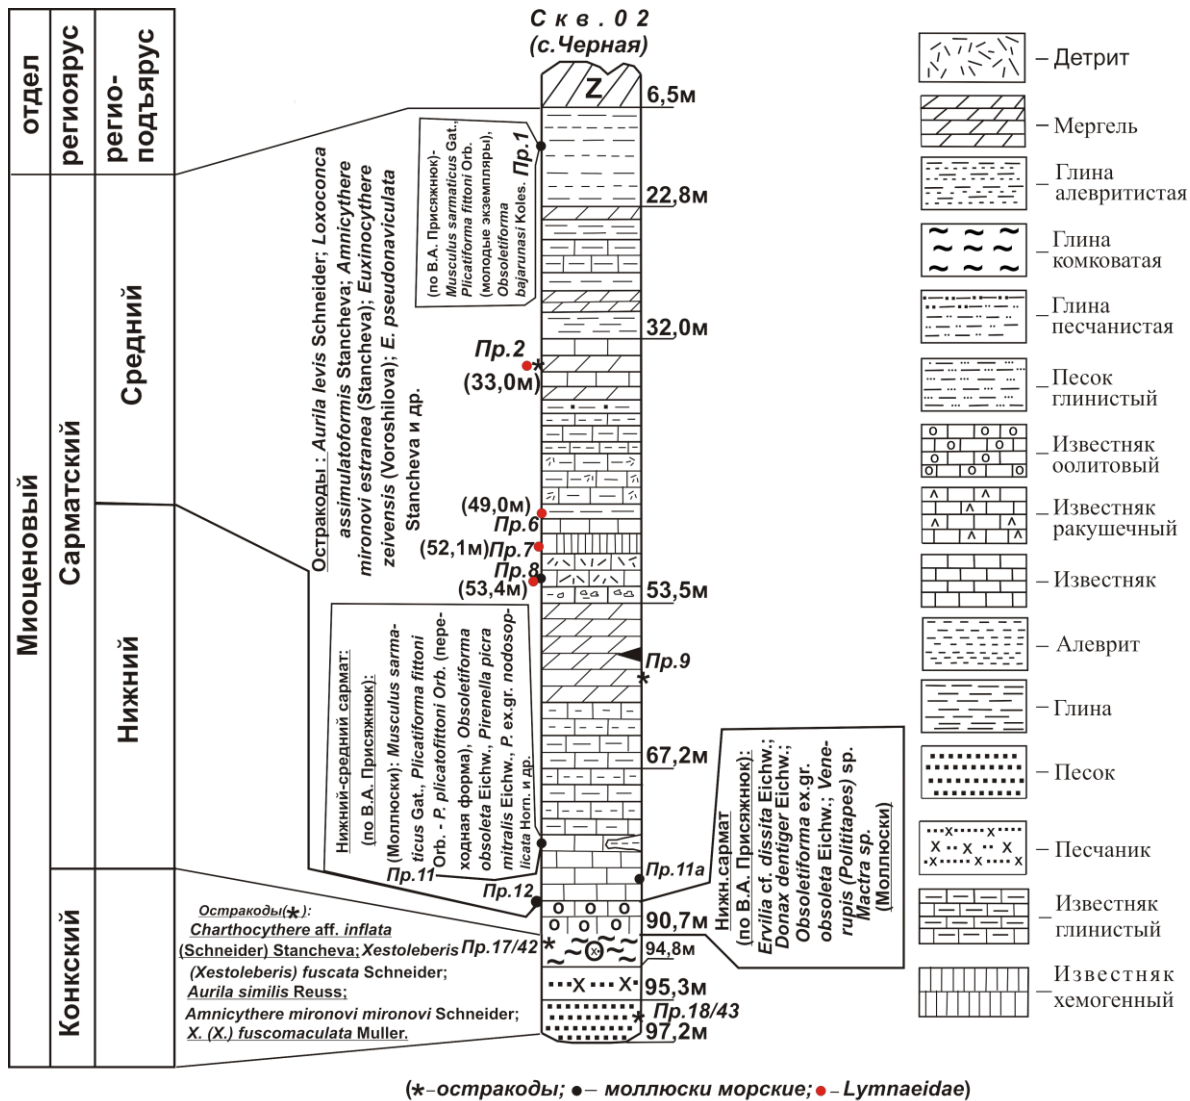 Скв.02
(с.Черная)
отдел
региоярус
регио-
подъярус
Миоценовый
Сарматский
Конкский
Средний
Нижний
Z
6,5м
22,8м
32,0м
53,5м
67,2м
90,7м
94,8м
95,3м
97,2м
Остракоды : Aurila levis Schneider; Loxoconca
assimulatoformis Stancheva; Amnicythere
mironovi estranea (Stancheva); Euxinocythere
zeivensis (Voroshilova); E. pseudonaviculata
Stancheva и др.
(по В.А. Присяжнюк)-
Musculus sarmaticus Gat.,
Plicatiforma fittoni Orb.
(молодые экземпляры),
Obsoletiforma
bajarunasi Koles.
Пр.1
Пр.2
(33,0м)
(49,0м)
Пр.6
(52,1м) Пр.7
Пр.8
(53,4м)
Пр.9
Нижний-средний сармат:
(по В.А. Присяжнюк):
(Моллюски): Musculus sarma-
ticus Gat., Plicatiforma fittoni
Orb. - P. plicatofittoni Orb. (пере-
ходная форма), Obsoletiforma
obsoleta Eichw., Pirenella picra
mitralis Eichw., P. ex.gr. nodosop-
licata Horn. и др.
Пр.11
Пр.11а
Пр.12
Нижн.сармат
(по В.А. Присяжнюк):
Ervilia cf. dissita Eichw.;
Donax dentiger Eichw.;
Obsoletiforma ex.gr.
obsoleta Eichw.; Vene-
rupis (Polititapes) sp.
Mactra sp.
(Моллюски)
Остракоды(*):
Charthocythere aff. inflata
(Schneider) Stancheva; Xestoleberis
(Xestoleberis) fuscata Schneider;
Aurila similis Reuss;
Amnicythere mironovi mironovi Schneider;
X. (X.) fuscomaculata Muller.
Пр.17/42
Пр.18/43
– Детрит
– Мергель
– Глина
алевритистая
– Глина
комковатая
– Глина
песчанистая
– Песок
глинистый
– Известняк
оолитовый
– Известняк
ракушечный
– Известняк
– Алеврит
– Глина
– Песок
– Песчаник
– Известняк
глинистый
– Известняк
хемогенный
(*–остракоды; ●– моллюски морские; ● – Lymnaeidae)